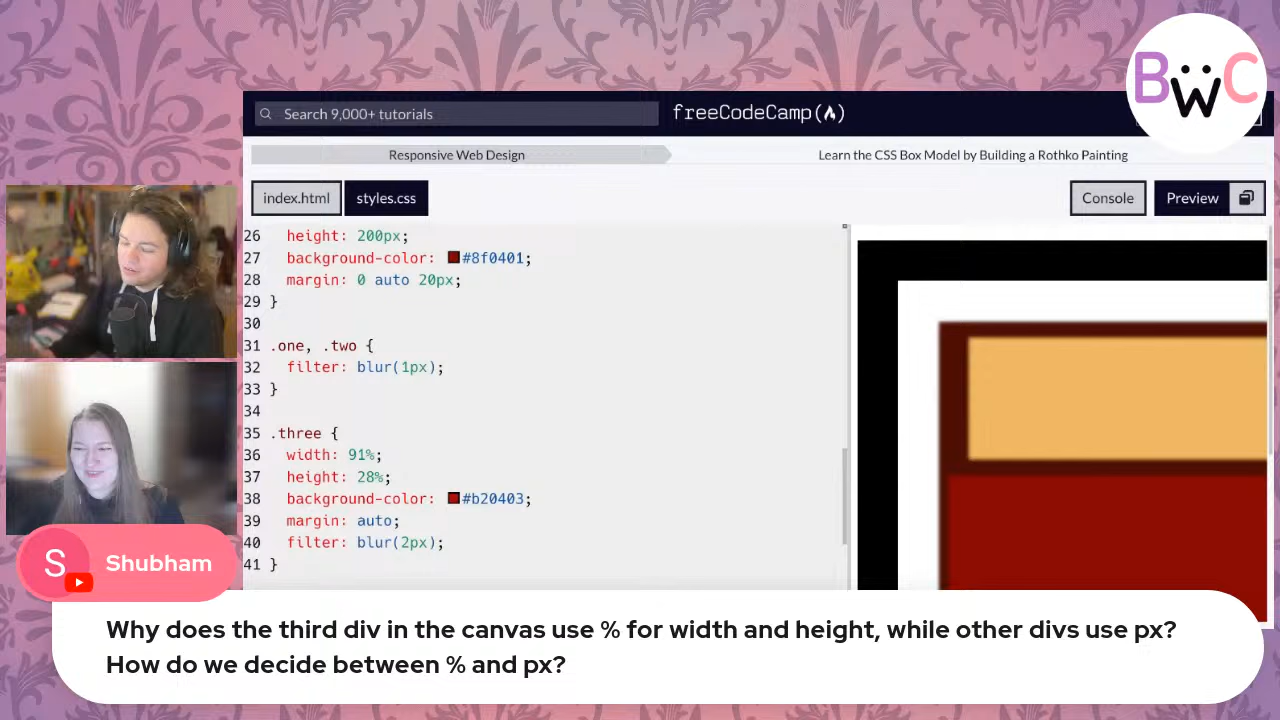 BWC
Search 9,000+ tutorials
freeCodeCamp
Responsive Web Design
Learn the CSS Box Model by Building a Rothko Painting
index.html
styles.css
Console
Preview
26 height: 200px;
27 background-color: #8f0401;
28 margin: 0 auto 20px;
29 }
30
31 .one, .two {
32 filter: blur(1px);
33 }
34
35 .three {
36 width: 91%;
37 height: 28%;
38 background-color: #b20403;
39 margin: auto;
40 filter: blur(2px);
41 }
S
Shubham
Why does the third div in the canvas use % for width and height, while other divs use px?
How do we decide between % and px?